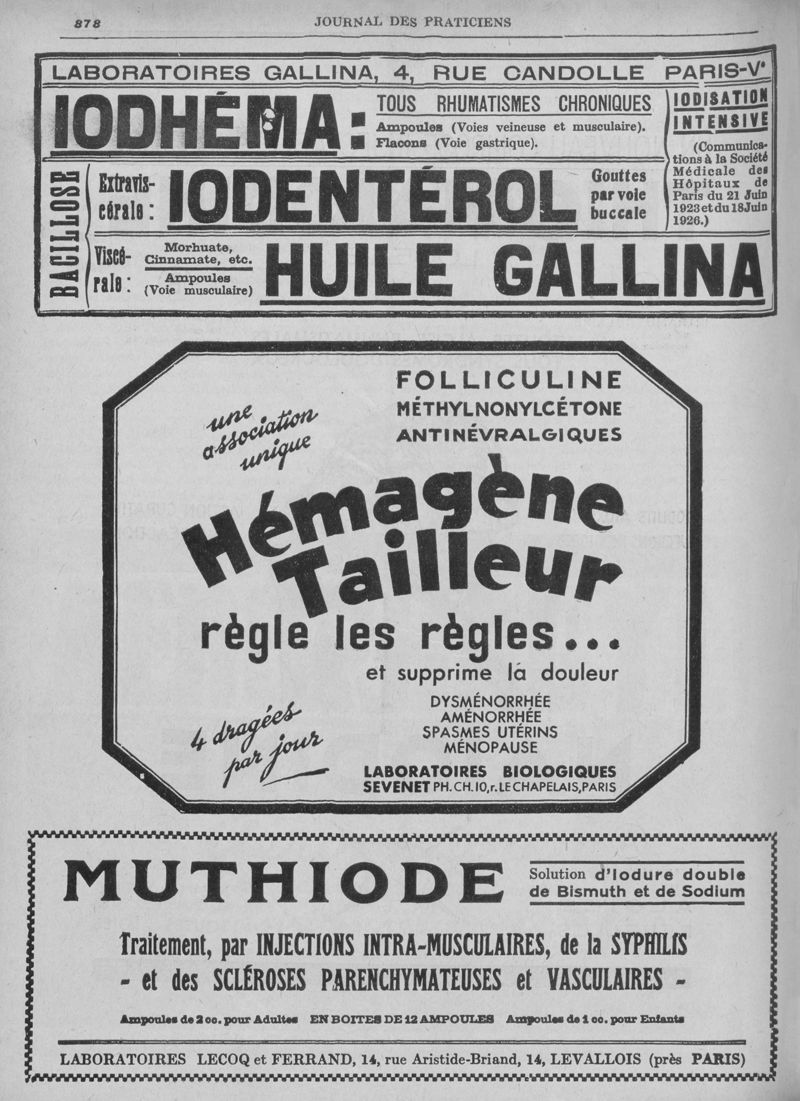 878
JOURNAL DES PRATICIENS
LABORATOIRES GALLINA, 4, RUE CANDOLLE PARIS-Vᵉ
IODHÉMA:
TOUS RHUMATISMES CHRONIQUES
Ampoules (Voies veineuse et musculaire).
Flacons (Voie gastrique).
IODISATION
INTENSIVE
(Communica-
tions à la Société
Médicale des
Hôpitaux de
Paris du 21 Juin
1923 et du 18 Juin
1926.)
BACILLOSE
Extravis-
cérale :
IODENTÉROL
Gouttes
par voie
buccale
Viscé-
rale :
Morhuate,
Cinnamate, etc.
Ampoules
(Voie musculaire)
HUILE GALLINA
une
association
unique
FOLLICULINE
MÉTHYLNONYLCÉTONE
ANTINÉVRALGIQUES
Hémagène
Tailleur
règle les règles...
et supprime la douleur
4 dragées
par jour
DYSMÉNORRHÉE
AMÉNORRHÉE
SPASMES UTÉRINS
MÉNOPAUSE
LABORATOIRES BIOLOGIQUES
SEVENET PH. CH. 10, r. LE CHAPELAIS, PARIS
MUTHIODE
Solution d'Iodure double
de Bismuth et de Sodium
Traitement, par INJECTIONS INTRA-MUSCULAIRES, de la SYPHILIS
- et des SCLÉROSES PARENCHYMATEUSES et VASCULAIRES -
Ampoules de 2 cc. pour Adultes EN BOITES DE 12 AMPOULES Ampoules de 1 cc. pour Enfants
LABORATOIRES LECOQ et FERRAND, 14, rue Aristide-Briand, 14, LEVALLOIS (près PARIS)